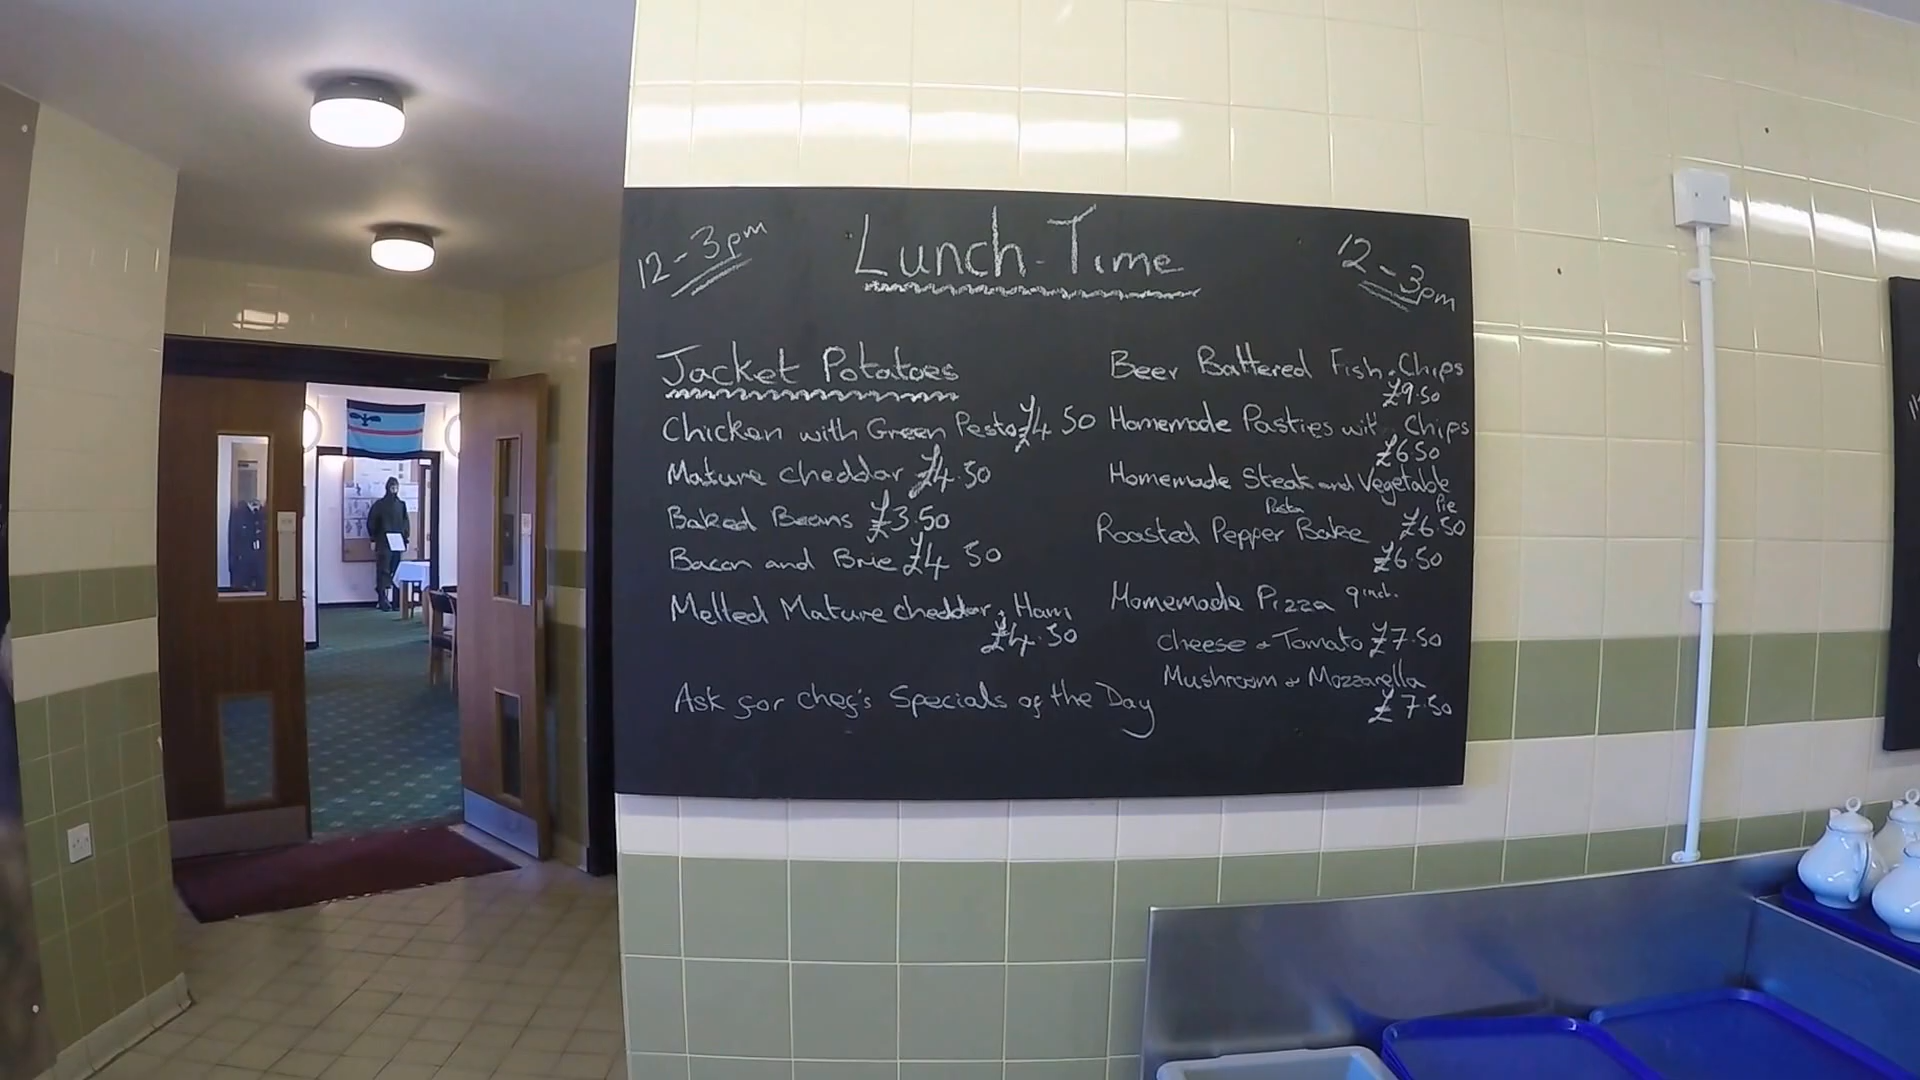 12-3pm
Lunch-Time
12-3pm
Jacket Potatoes
Chicken with Green Pesto £4 50
Mature cheddar £4.50
Baked Beans £3.50
Bacon and Brie £4 50
Melted Mature cheddar + Ham
£4.50
Ask for chef's Specials of the Day
Beer Battered Fish + Chips
£9.50
Homemade Pasties wit Chips
£6 50
Homemade Steak and Vegetable
Pie
£6.50
Pasta
Roasted Pepper Bake
£6.50
Homemade Pizza 9 inch.
cheese & Tomato £7.50
Mushroom & Mozzarella
£7.50